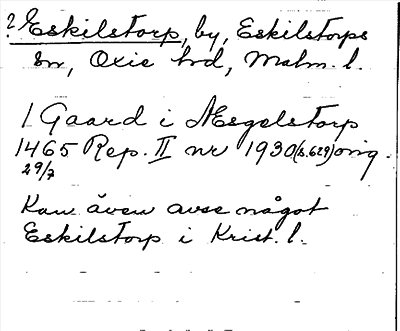 ? Eskilstorp, by, Eskilstorps
sn, Oxie hd, Malm. l.
1 Gaard i Æsgelstorp
1465 Rep. II nr 1930 (s. 629) orig.
29/7
Kan även avse något
Eskilstorp i Krist. l.